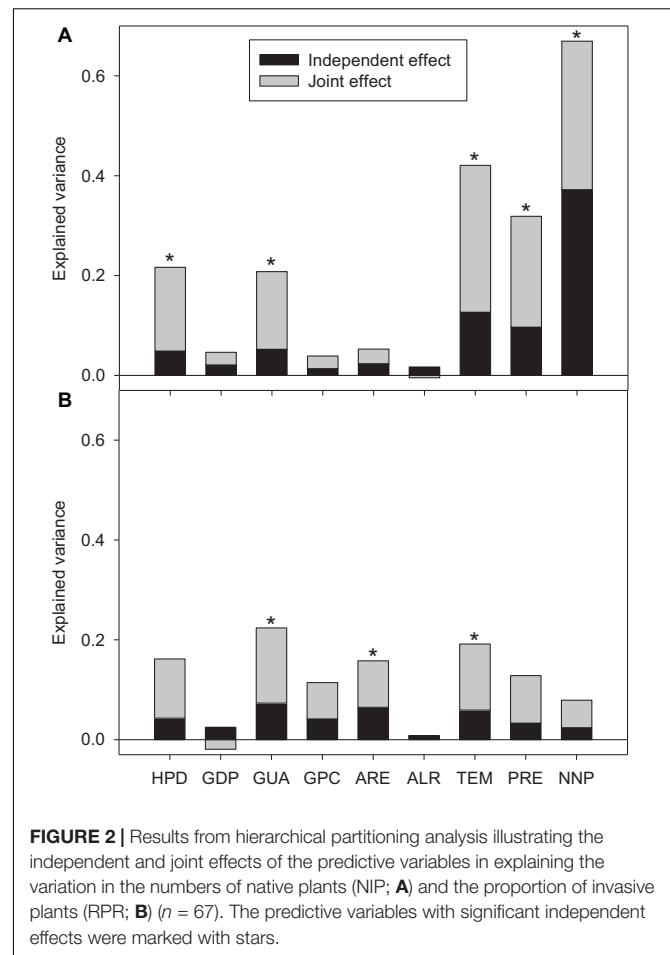 A
Independent effect
Joint effect
Explained variance
0.6
0.4
0.2
0.0
* * * * *
B
Explained variance
0.6
0.4
0.2
0.0
* * *
HPD GDP GUA GPC ARE ALR TEM PRE NNP
FIGURE 2 | Results from hierarchical partitioning analysis illustrating the
independent and joint effects of the predictive variables in explaining the
variation in the numbers of native plants (NIP; A) and the proportion of invasive
plants (RPR; B) (n = 67). The predictive variables with significant independent
effects were marked with stars.